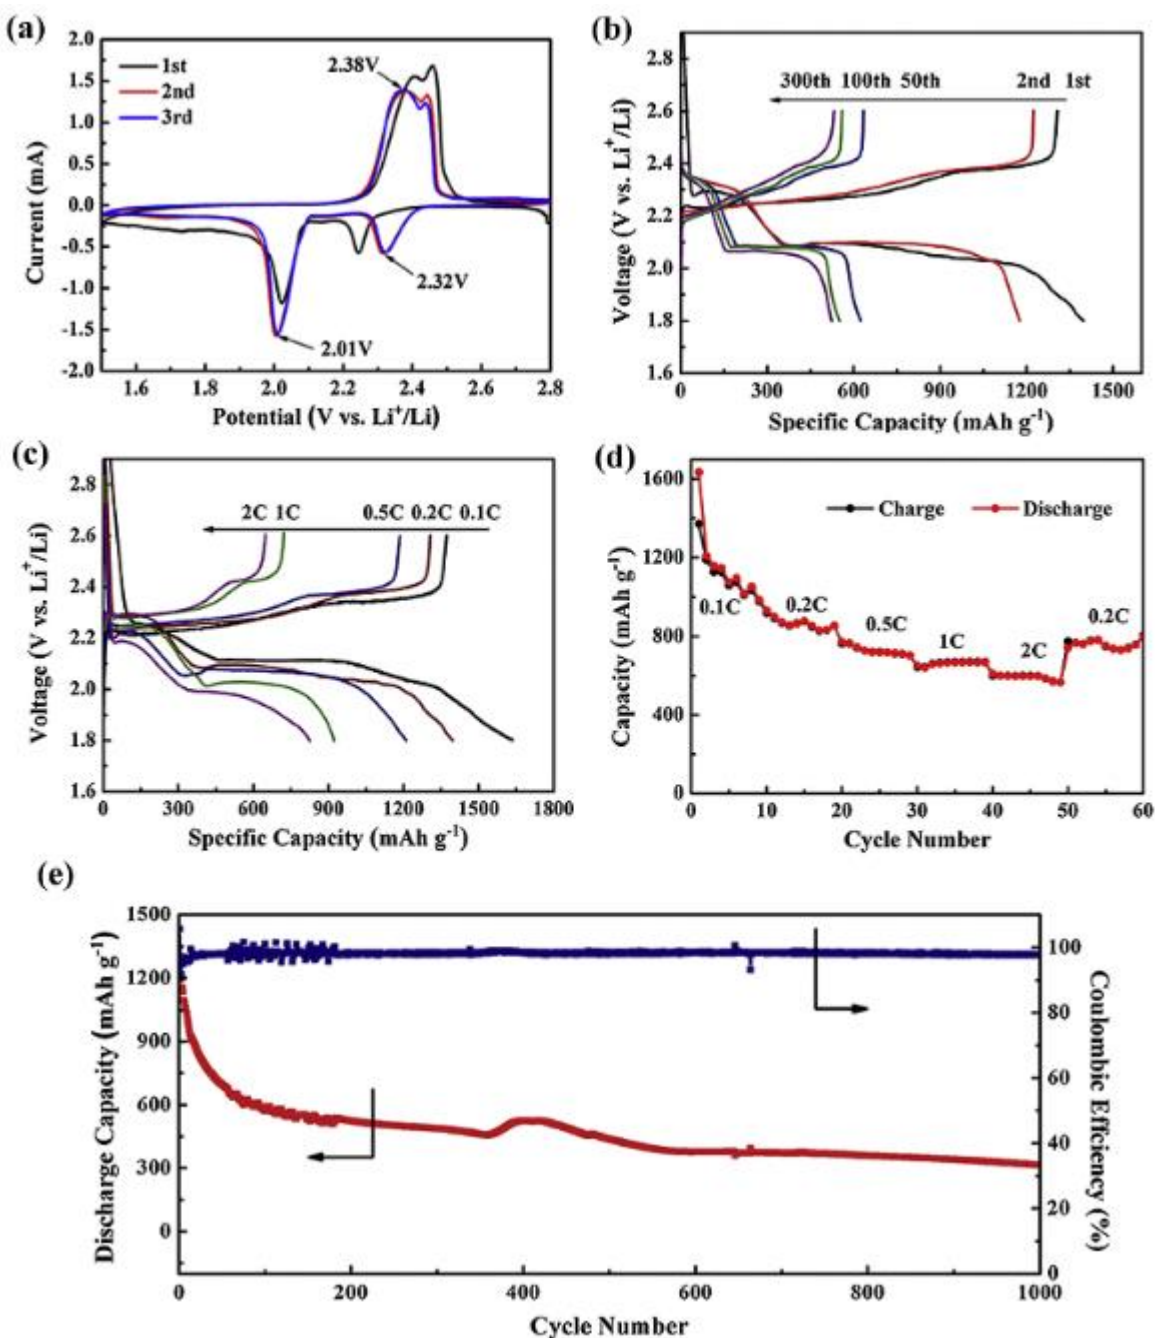 (a)
2.0
1.5
1.0
0.5
0.0
-0.5
-1.0
-1.5
-2.0
Current (mA)
1st
2nd
3rd
2.38V
2.32V
2.01V
1.6 1.8 2.0 2.2 2.4 2.6 2.8
Potential (V vs. Li⁺/Li)
(b)
2.8
2.6
2.4
2.2
2.0
1.8
1.6
Voltage (V vs. Li⁺/Li)
300th 100th 50th 2nd 1st
0 300 600 900 1200 1500
Specific Capacity (mAh g⁻¹)
(c)
2.8
2.6
2.4
2.2
2.0
1.8
1.6
Voltage (V vs. Li⁺/Li)
2C 1C 0.5C 0.2C 0.1C
0 300 600 900 1200 1500 1800
Specific Capacity (mAh g⁻¹)
(d)
1600
1200
800
400
0
Capacity (mAh g⁻¹)
Charge Discharge
0.1C 0.2C 0.5C 1C 2C 0.2C
0 10 20 30 40 50 60
Cycle Number
(e)
1500
1200
900
600
300
0
Discharge Capacity (mAh g⁻¹)
100
80
60
40
20
0
Coulombic Effciency (%)
0 200 400 600 800 1000
Cycle Number